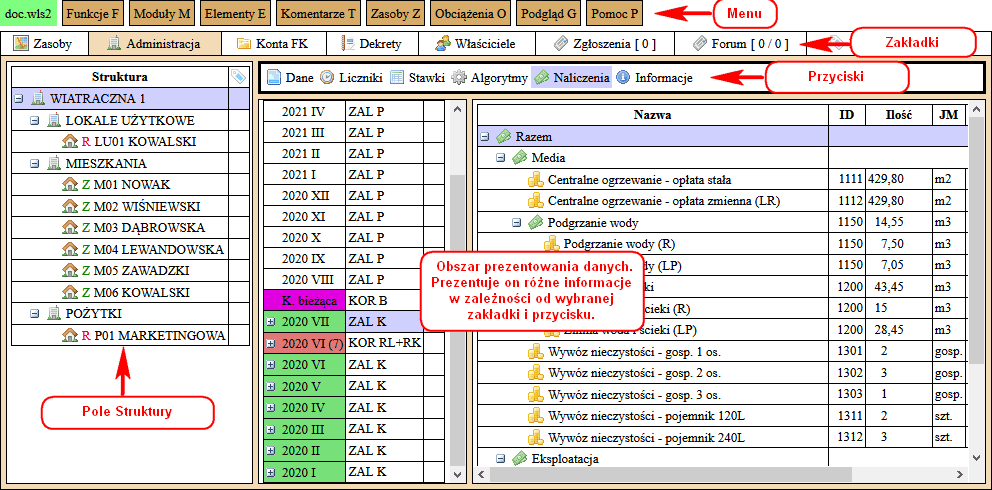 doc.wls2 Funkcje F Moduły M Elementy E Komentarze T Zasoby Z Obciążenia O Podgląd G Pomoc P
Menu
Zasoby Administracja Konta FK Dekrety Właściciele Zgłoszenia [ 0 ] Forum [ 0 / 0 ]
Zakładki
Struktura
WIATRACZNA 1
LOKALE UŻYTKOWE
R LU01 KOWALSKI
MIESZKANIA
Z M01 NOWAK
Z M02 WIŚNIEWSKI
Z M03 DĄBROWSKA
Z M04 LEWANDOWSKA
Z M05 ZAWADZKI
Z M06 KOWALSKI
POŻYTKI
R P01 MARKETINGOWA
Pole Struktury
Dane Liczniki Stawki Algorytmy Naliczenia Informacje
Przyciski
2021 IV ZAL P
2021 III ZAL P
2021 II ZAL P
2021 I ZAL P
2020 XII ZAL P
2020 XI ZAL P
2020 X ZAL P
2020 IX ZAL P
2020 VIII ZAL P
K. bieżąca KOR B
2020 VII ZAL K
2020 VI (7) KOR RL+RK
2020 VI ZAL K
2020 V ZAL K
2020 IV ZAL K
2020 III ZAL K
2020 II ZAL K
2020 I ZAL K
Obszar prezentowania danych.
Prezentuje on różne informacje
w zależności od wybranej
zakładki i przycisku.
Nazwa ID Ilość JM
Razem
Media
Centralne ogrzewanie - opłata stała 1111 429,80 m2
Centralne ogrzewanie - opłata zmienna (LR) 1112 429,80 m2
Podgrzanie wody 1150 14,55 m3
Podgrzanie wody (R) 1150 7,50 m3
dy (LP) 1150 7,05 m3
ki 1200 43,45 m3
cieki (R) 1200 15 m3
Zimna woda i ścieki (LP) 1200 28,45 m3
Wywóz nieczystości - gosp. 1 os. 1301 2 gosp.
Wywóz nieczystości - gosp. 2 os. 1302 3 gosp.
Wywóz nieczystości - gosp. 3 os. 1303 1 gosp.
Wywóz nieczystości - pojemnik 120L 1311 2 szt.
Wywóz nieczystości - pojemnik 240L 1312 3 szt.
Eksploatacja